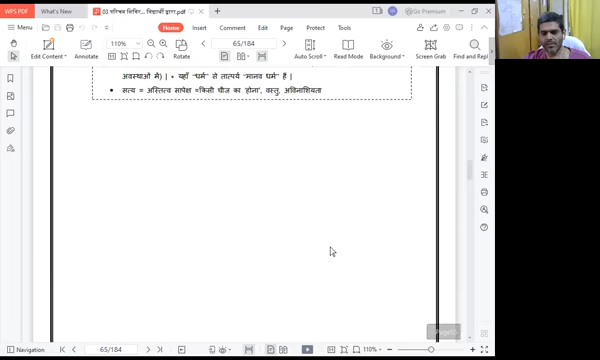 WPS PDF
What's New
03 परिचय शिविर... विद्यार्थी द्वारा.pdf
Go Premium
Menu
Home
Insert
Comment
Edit
Page
Protect
Tools
110%
65/184
Edit Content
Annotate
Rotate
Auto Scroll
Read Mode
Background
Screen Grab
Find and Repl
अवस्थाओं में) | - यहाँ "धर्म" से तात्पर्य "मानव धर्म" हैं |
• सत्य = अस्तित्व सापेक्ष =किसी चीज का 'होना', वस्तु, अविनाशियता
Navigation
65/184
110%